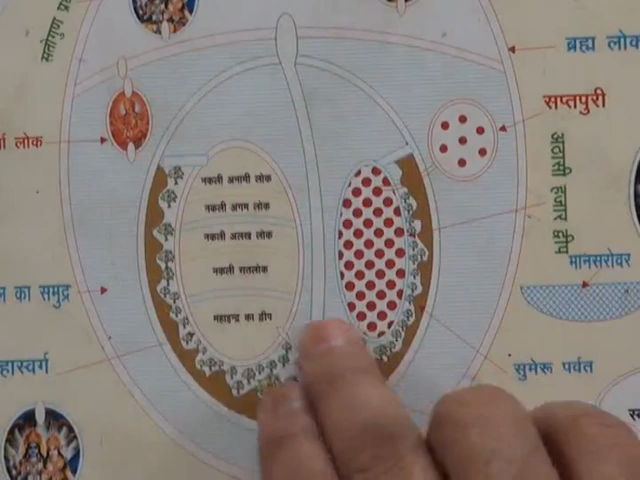 सतोगुण प्र
ब्रह्म लोक
सप्तपुरी
लोक
अठासी हजार द्वीप
नकली अनामी लोक
नकली अगम लोक
नकली अलख लोक
नकली सतलोक
महाइन्द्र का द्वीप
मानसरोवर
का समुद्र
हास्वर्ग
सुमेरू पर्वत